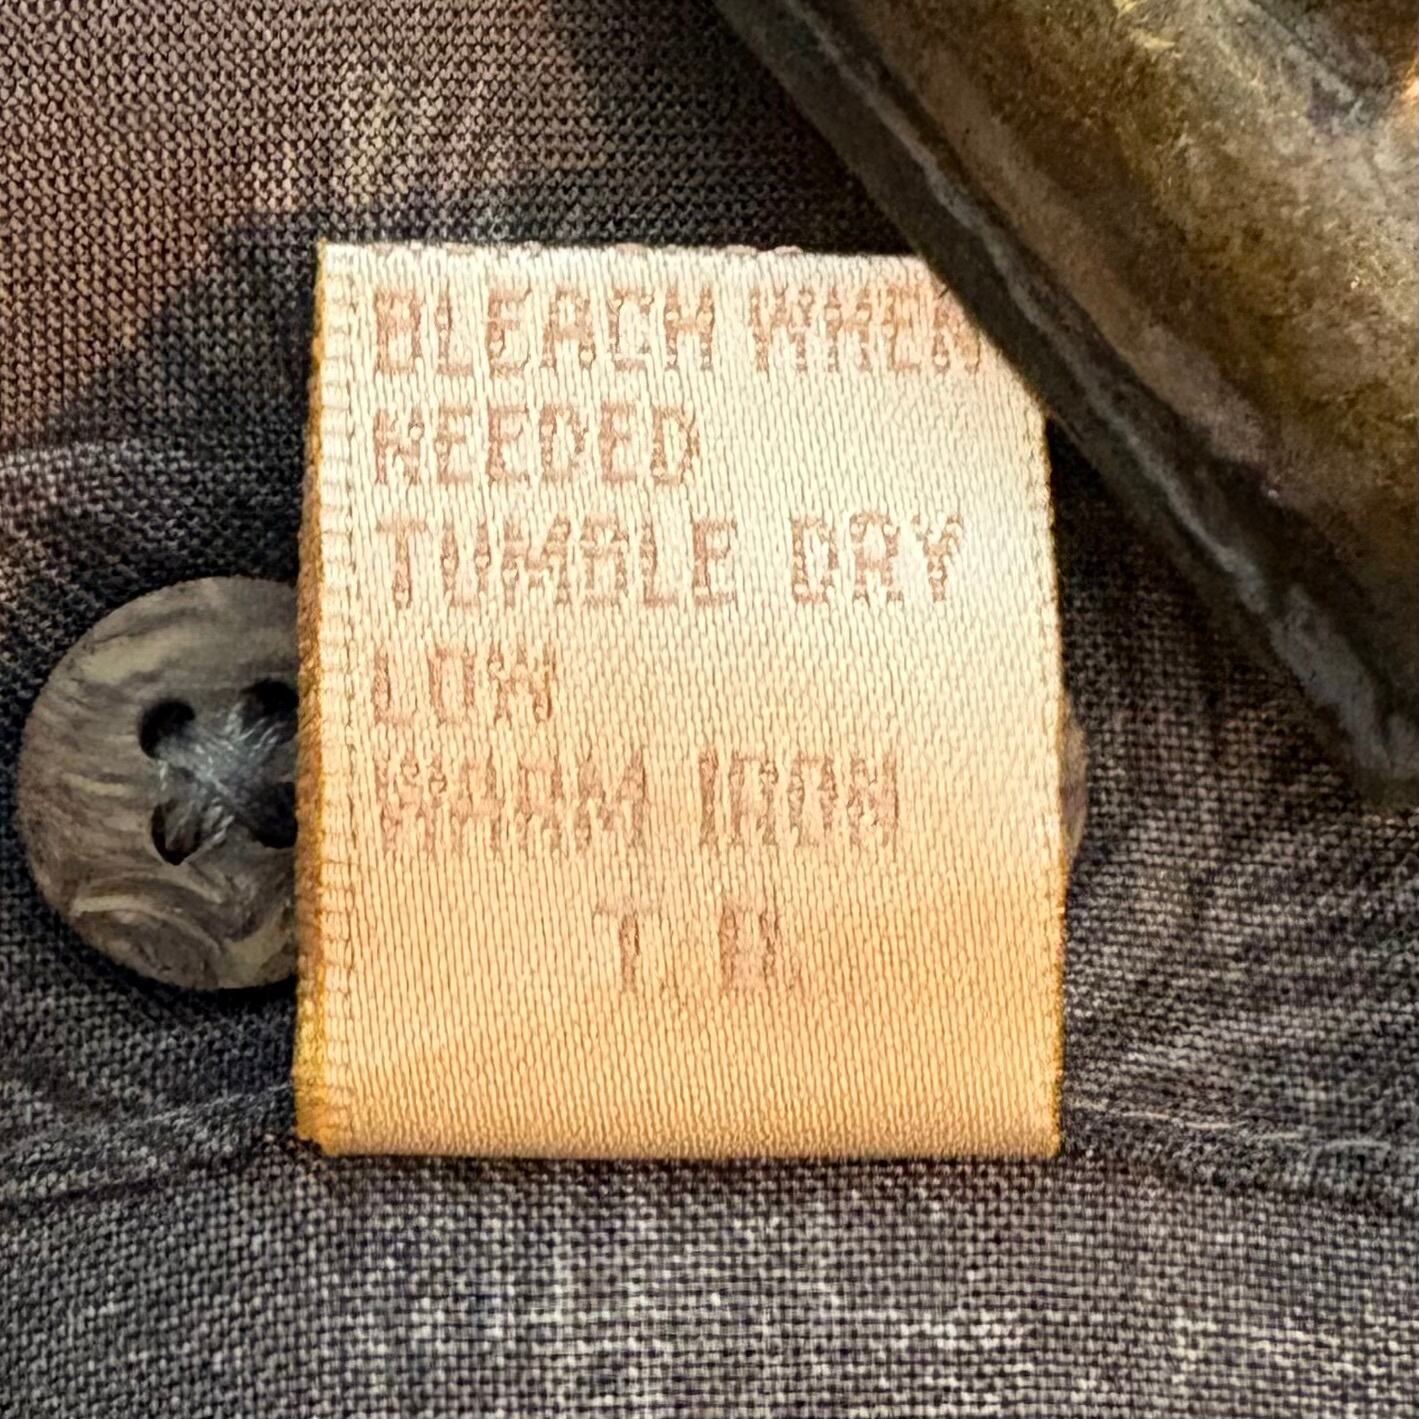 BLEACH WHEN
NEEDED
TUMBLE DRY
LOW
WARM IRON